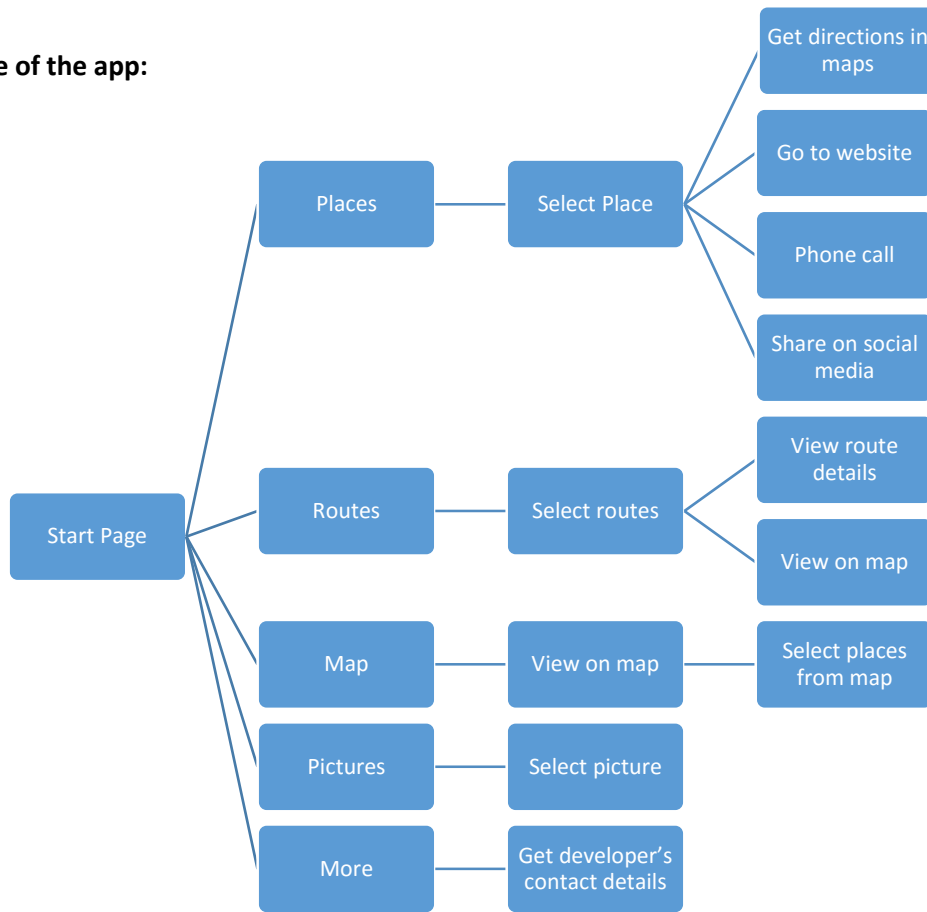 e of the app:
Get directions in
maps
Go to website
Places
Select Place
Phone call
Share on social
media
View route
details
Routes
Select routes
Start Page
View on map
Map
View on map
Select places
from map
Pictures
Select picture
More
Get developer’s
contact details